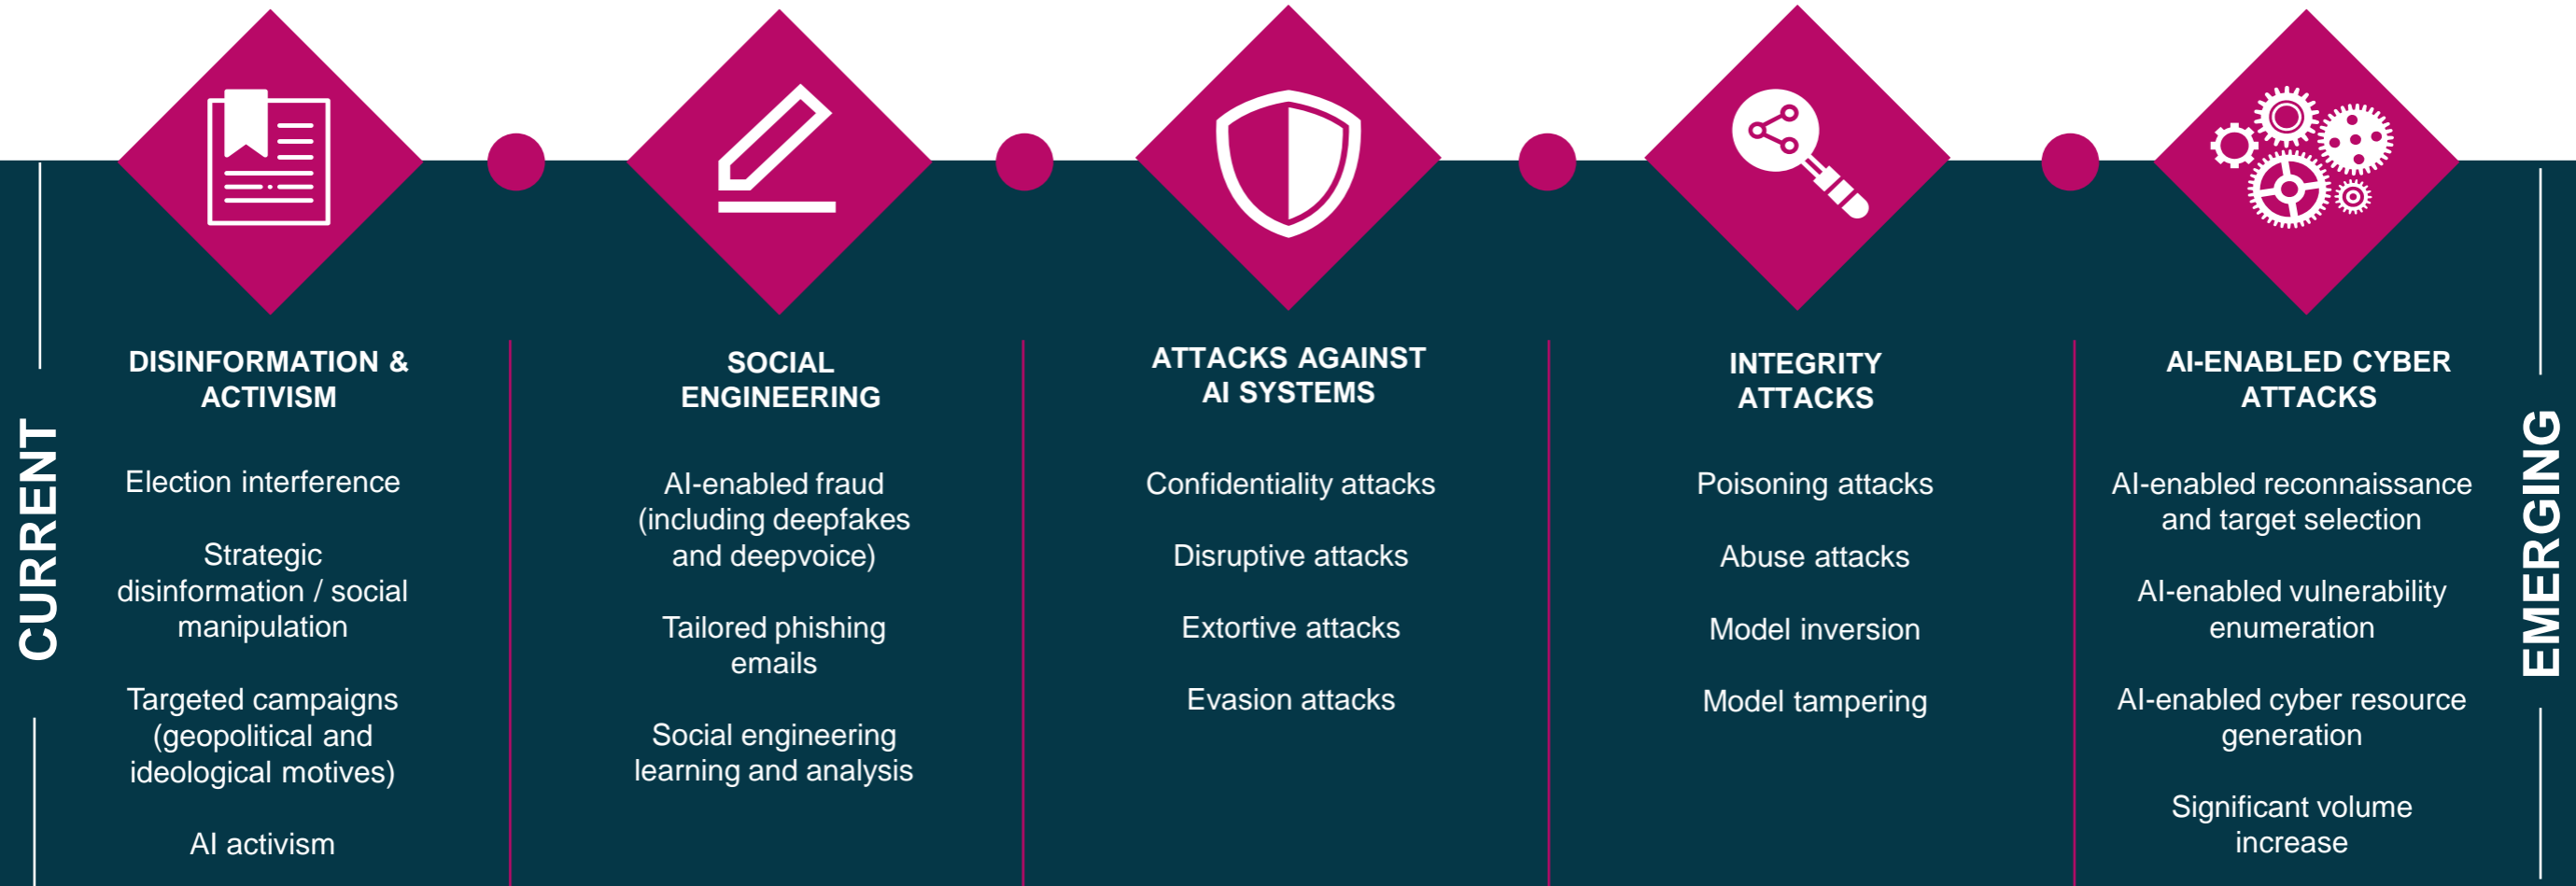 CURRENT
DISINFORMATION &
ACTIVISM
Election interference
Strategic
disinformation / social
manipulation
Targeted campaigns
(geopolitical and
ideological motives)
AI activism
SOCIAL
ENGINEERING
AI-enabled fraud
(including deepfakes
and deepvoice)
Tailored phishing
emails
Social engineering
learning and analysis
ATTACKS AGAINST
AI SYSTEMS
Confidentiality attacks
Disruptive attacks
Extortive attacks
Evasion attacks
INTEGRITY
ATTACKS
Poisoning attacks
Abuse attacks
Model inversion
Model tampering
AI-ENABLED CYBER
ATTACKS
AI-enabled reconnaissance
and target selection
AI-enabled vulnerability
enumeration
AI-enabled cyber resource
generation
Significant volume
increase
EMERGING